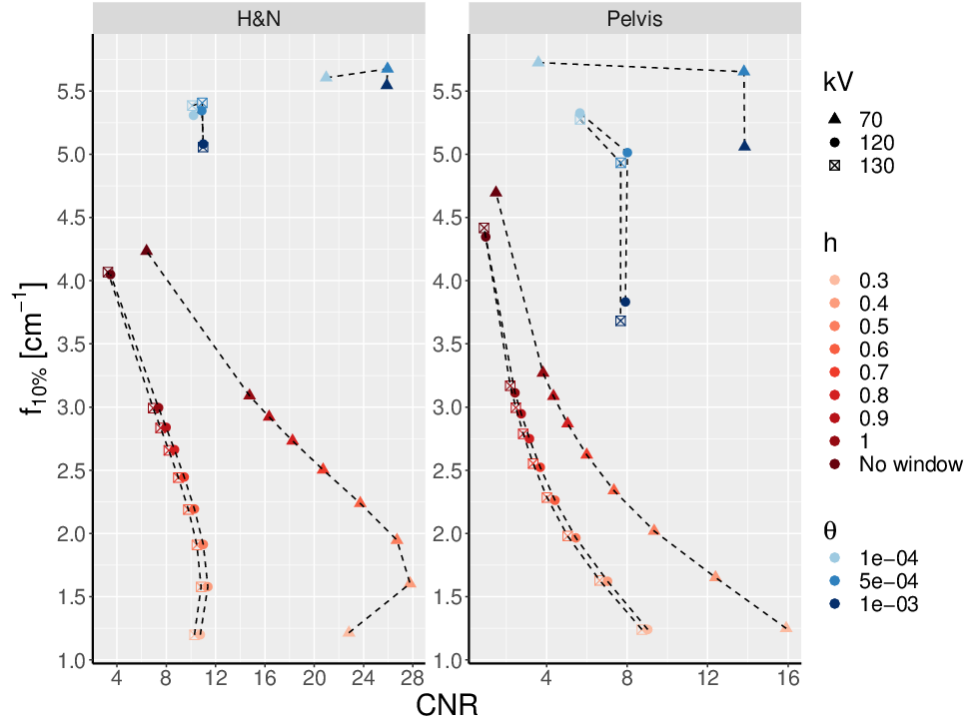 H&N
Pelvis
5.5
5.0
4.5
4.0
3.5
3.0
2.5
2.0
1.5
1.0
f10% [cm−1]
4 8 12 16 20 24 28
4 8 12 16
CNR
kV
70
120
130
h
0.3
0.4
0.5
0.6
0.7
0.8
0.9
1
No window
θ
1e−04
5e−04
1e−03